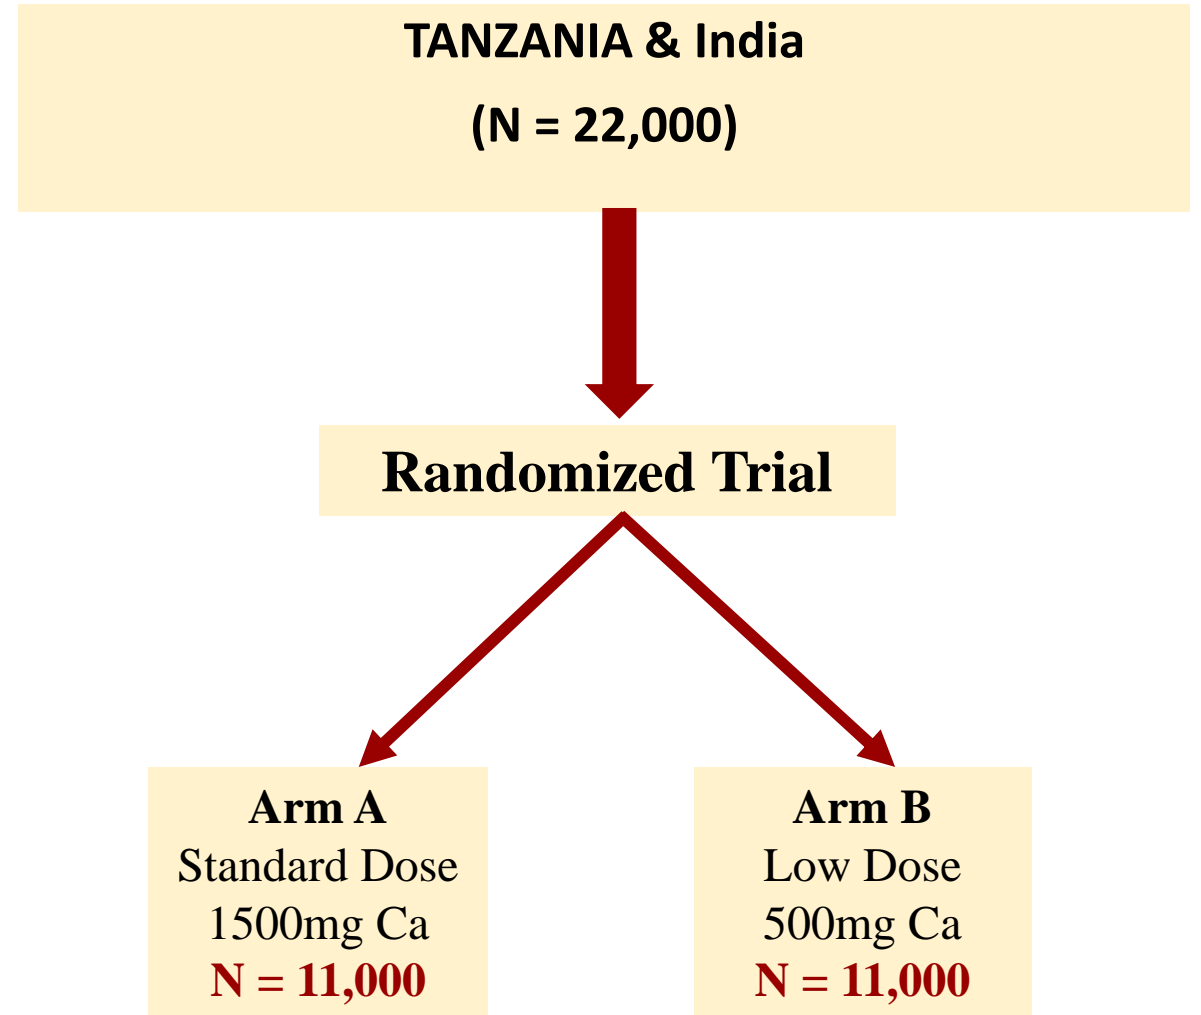 TANZANIA & India
(N = 22,000)
Randomized Trial
Arm A
Standard Dose
1500mg Ca
N = 11,000
Arm B
Low Dose
500mg Ca
N = 11,000